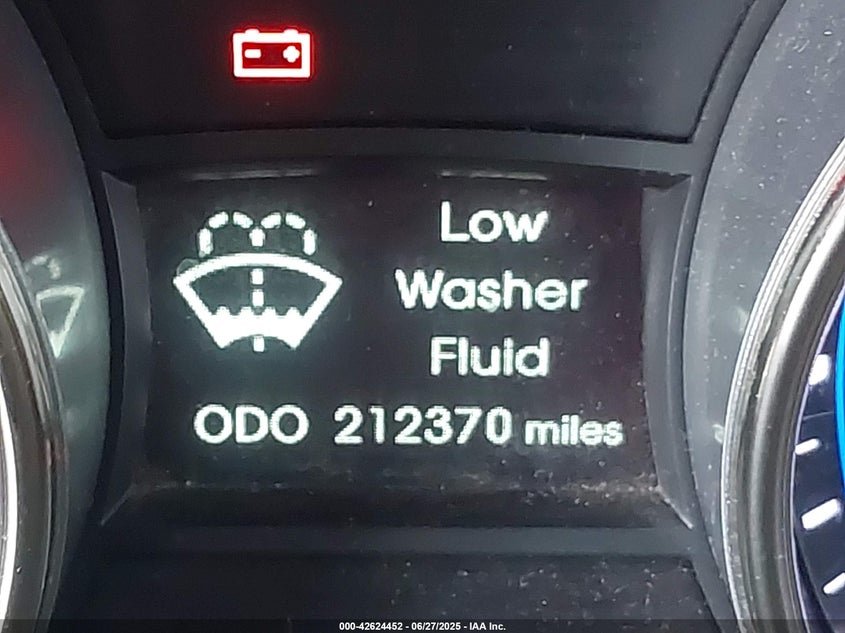 Low
Washer
Fluid
ODO 212370 miles
000-42624452 - 06/27/2025 - IAA Inc.